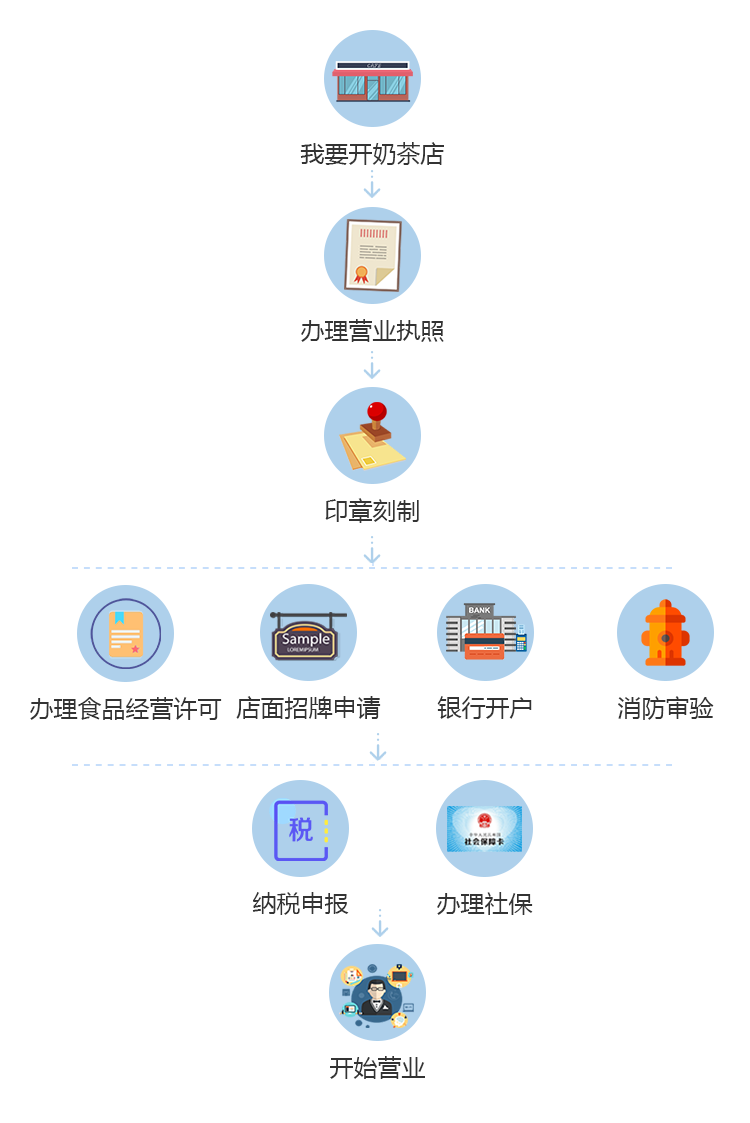 CAFE
我要开奶茶店
办理营业执照
印章刻制
BANK
Sample
LOREMIPSUM
办理食品经营许可
店面招牌申请
银行开户
消防审验
税
社会保障卡
纳税申报
办理社保
开始营业